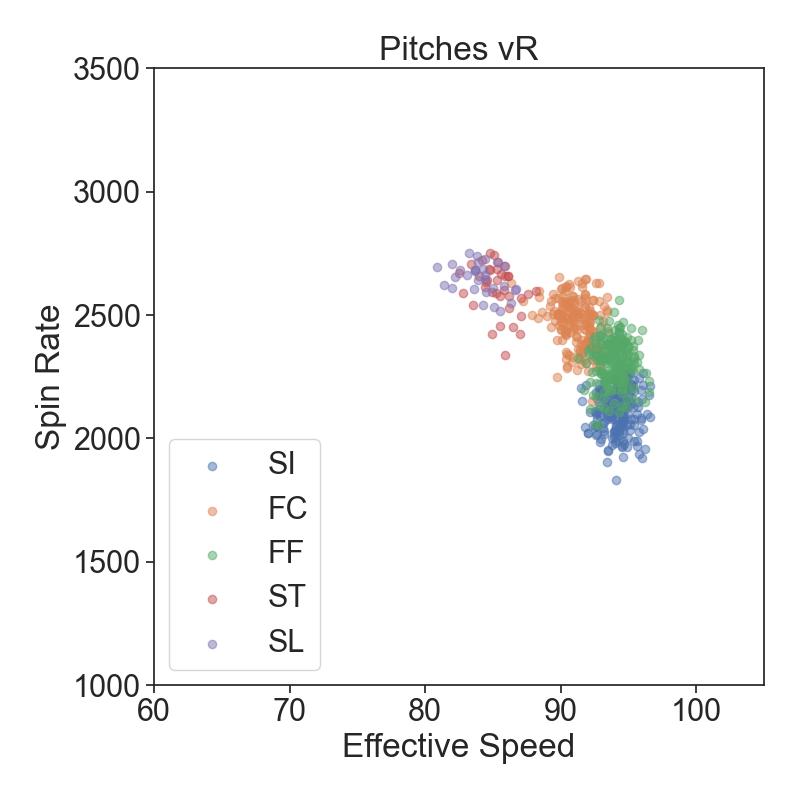 Pitches vR
3500
3000
2500
2000
1500
1000
Spin Rate
SI
FC
FF
ST
SL
60 70 80 90 100
Effective Speed